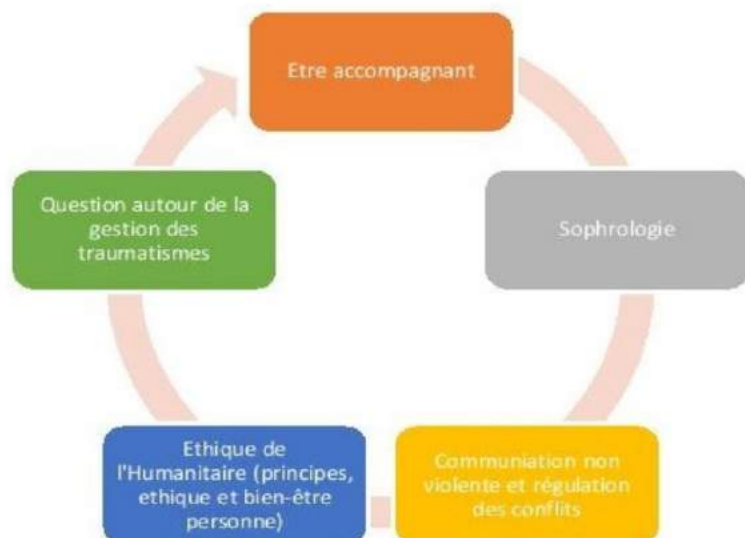 Etre accompagnant
Sophrologie
Communiation non
violente et régulation
des conflits
Ethique de
l'Humanitaire (principes,
ethique et bien-être
personne)
Question autour de la
gestion des
traumatismes